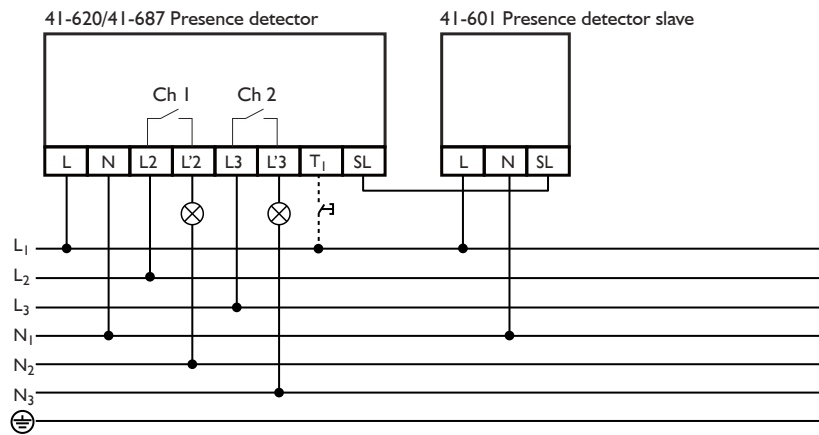 41-620/41-687 Presence detector
41-601 Presence detector slave
Ch 1
Ch 2
L N L2 L'2 L3 L'3 T₁ SL
L N SL
L₁
L₂
L₃
N₁
N₂
N₃